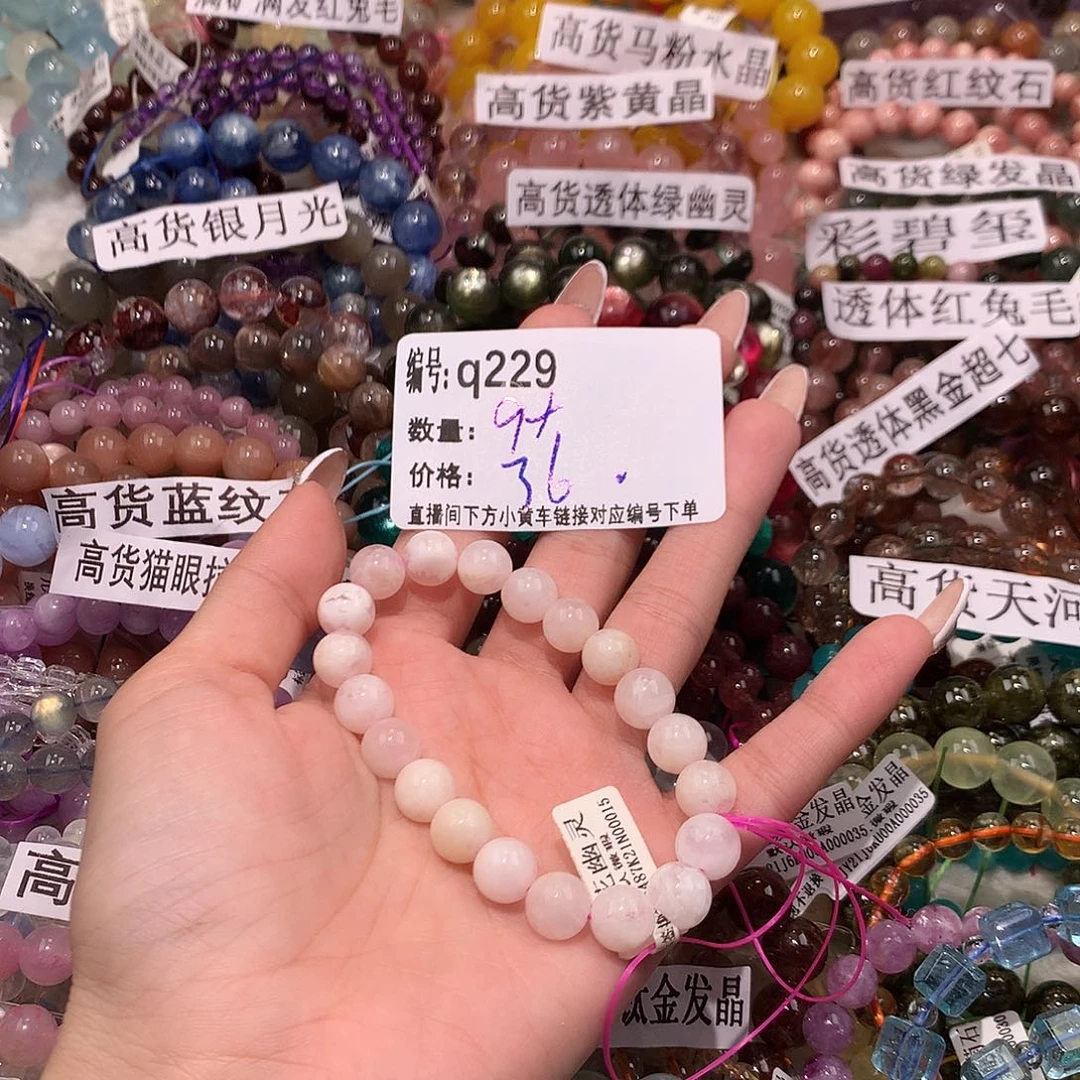 高货马粉水晶
高货紫黄晶
高货红纹石
高货绿发晶
高货透体绿幽灵
高货银月光
彩碧玺
透体红兔毛
高货透体黑金超七
编号:q229
数量:9+
价格:36.
直播间下方小黄车链接对应编号下单
高货蓝纹
高货猫眼
高货天河
金发晶
金发晶
高
幽灵
487K21N00015
钛金发晶